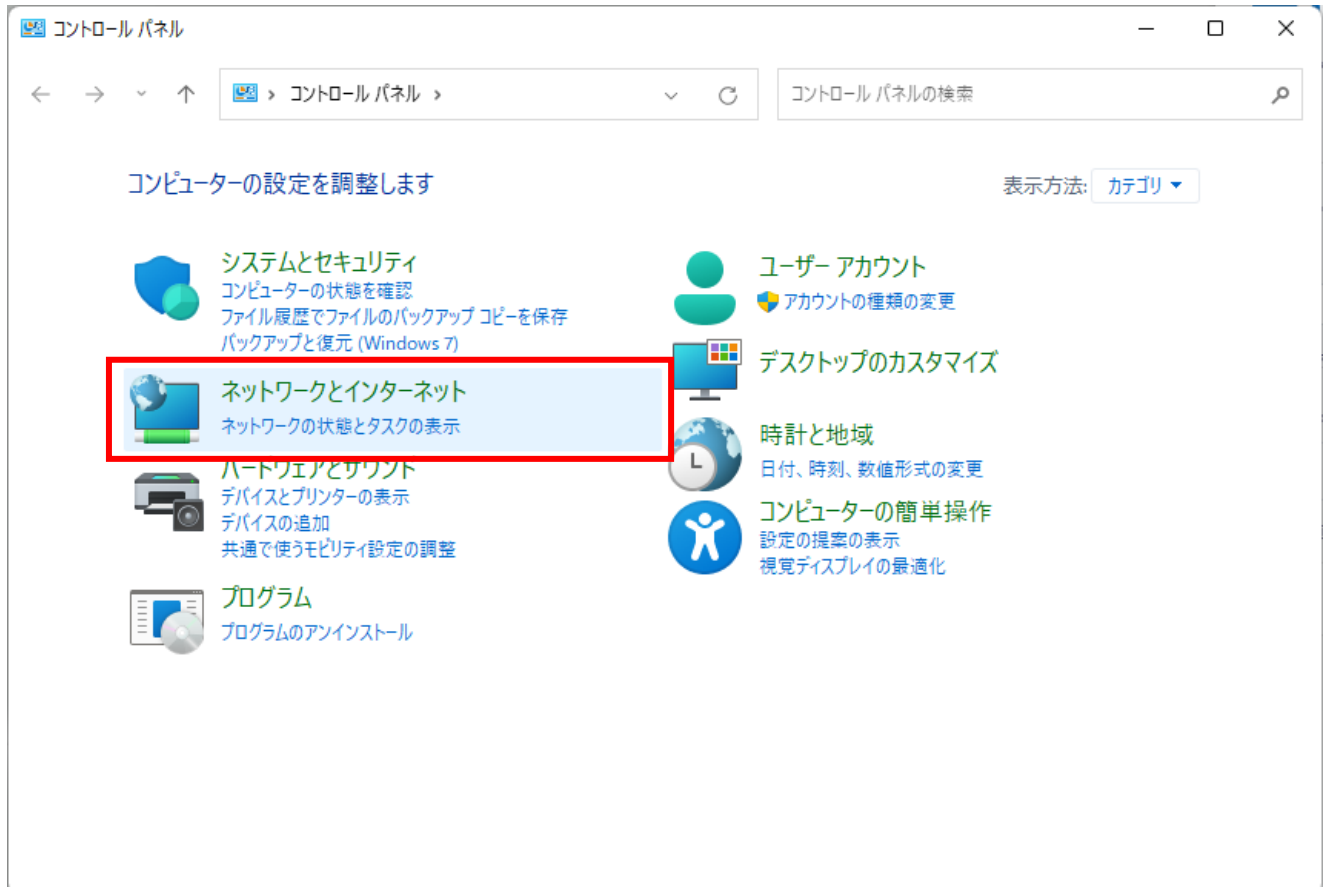 コントロール パネル
コントロール パネル
コントロール パネルの検索
コンピューターの設定を調整します
表示方法: カテゴリ
システムとセキュリティ
コンピューターの状態を確認
ファイル履歴でファイルのバックアップ コピーを保存
バックアップと復元 (Windows 7)
ネットワークとインターネット
ネットワークの状態とタスクの表示
ハードウェアとサウンド
デバイスとプリンターの表示
デバイスの追加
共通で使うモビリティ設定の調整
プログラム
プログラムのアンインストール
ユーザー アカウント
アカウントの種類の変更
デスクトップのカスタマイズ
時計と地域
日付、時刻、数値形式の変更
コンピューターの簡単操作
設定の提案の表示
視覚ディスプレイの最適化